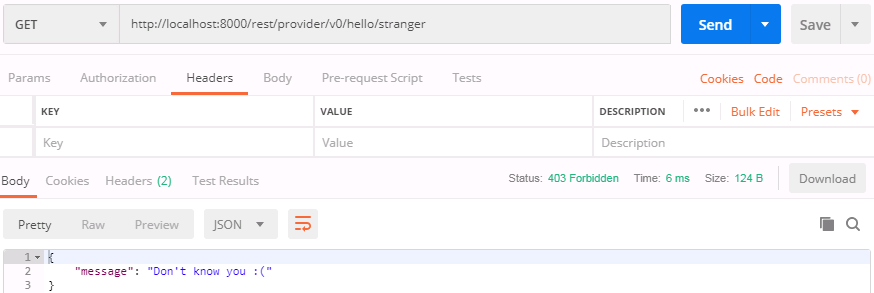 GET http://localhost:8000/rest/provider/v0/hello/stranger Send Save
Params Authorization Headers Body Pre-request Script Tests Cookies Code Comments (0)
KEY VALUE DESCRIPTION ••• Bulk Edit Presets
Key Value Description
Body Cookies Headers (2) Test Results Status: 403 Forbidden Time: 6 ms Size: 124 B Download
Pretty Raw Preview JSON
1 {
2 "message": "Don't know you :("
3 }